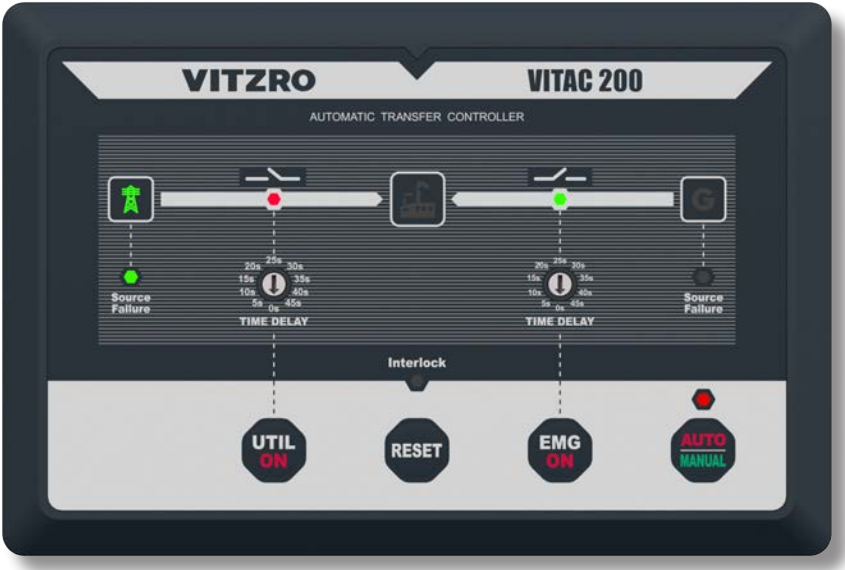 VITZRO
VITAC 200
AUTOMATIC TRANSFER CONTROLLER
G
25s
20s 30s
15s 35s
10s 40s
5s 45s
0s
TIME DELAY
25s
20s 30s
15s 35s
10s 40s
5s 45s
0s
TIME DELAY
Source
Failure
Source
Failure
Interlock
UTIL
ON
RESET
EMG
ON
AUTO
MANUAL